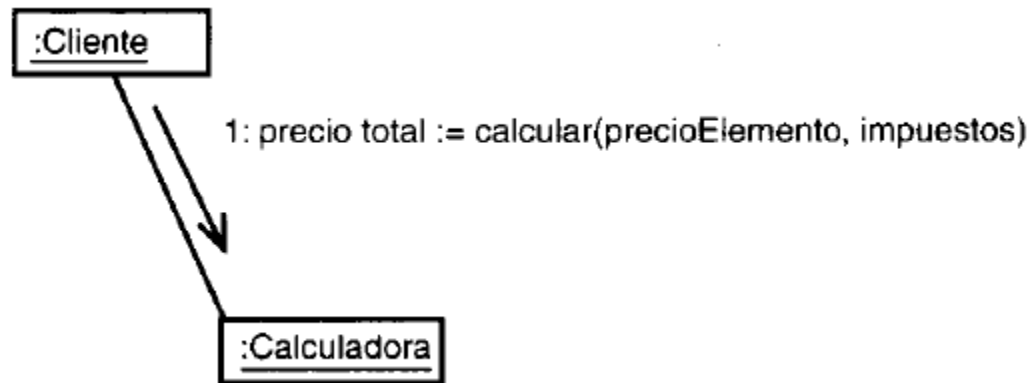 :Cliente
1: precio total := calcular(precioElemento, impuestos)
:Calculadora